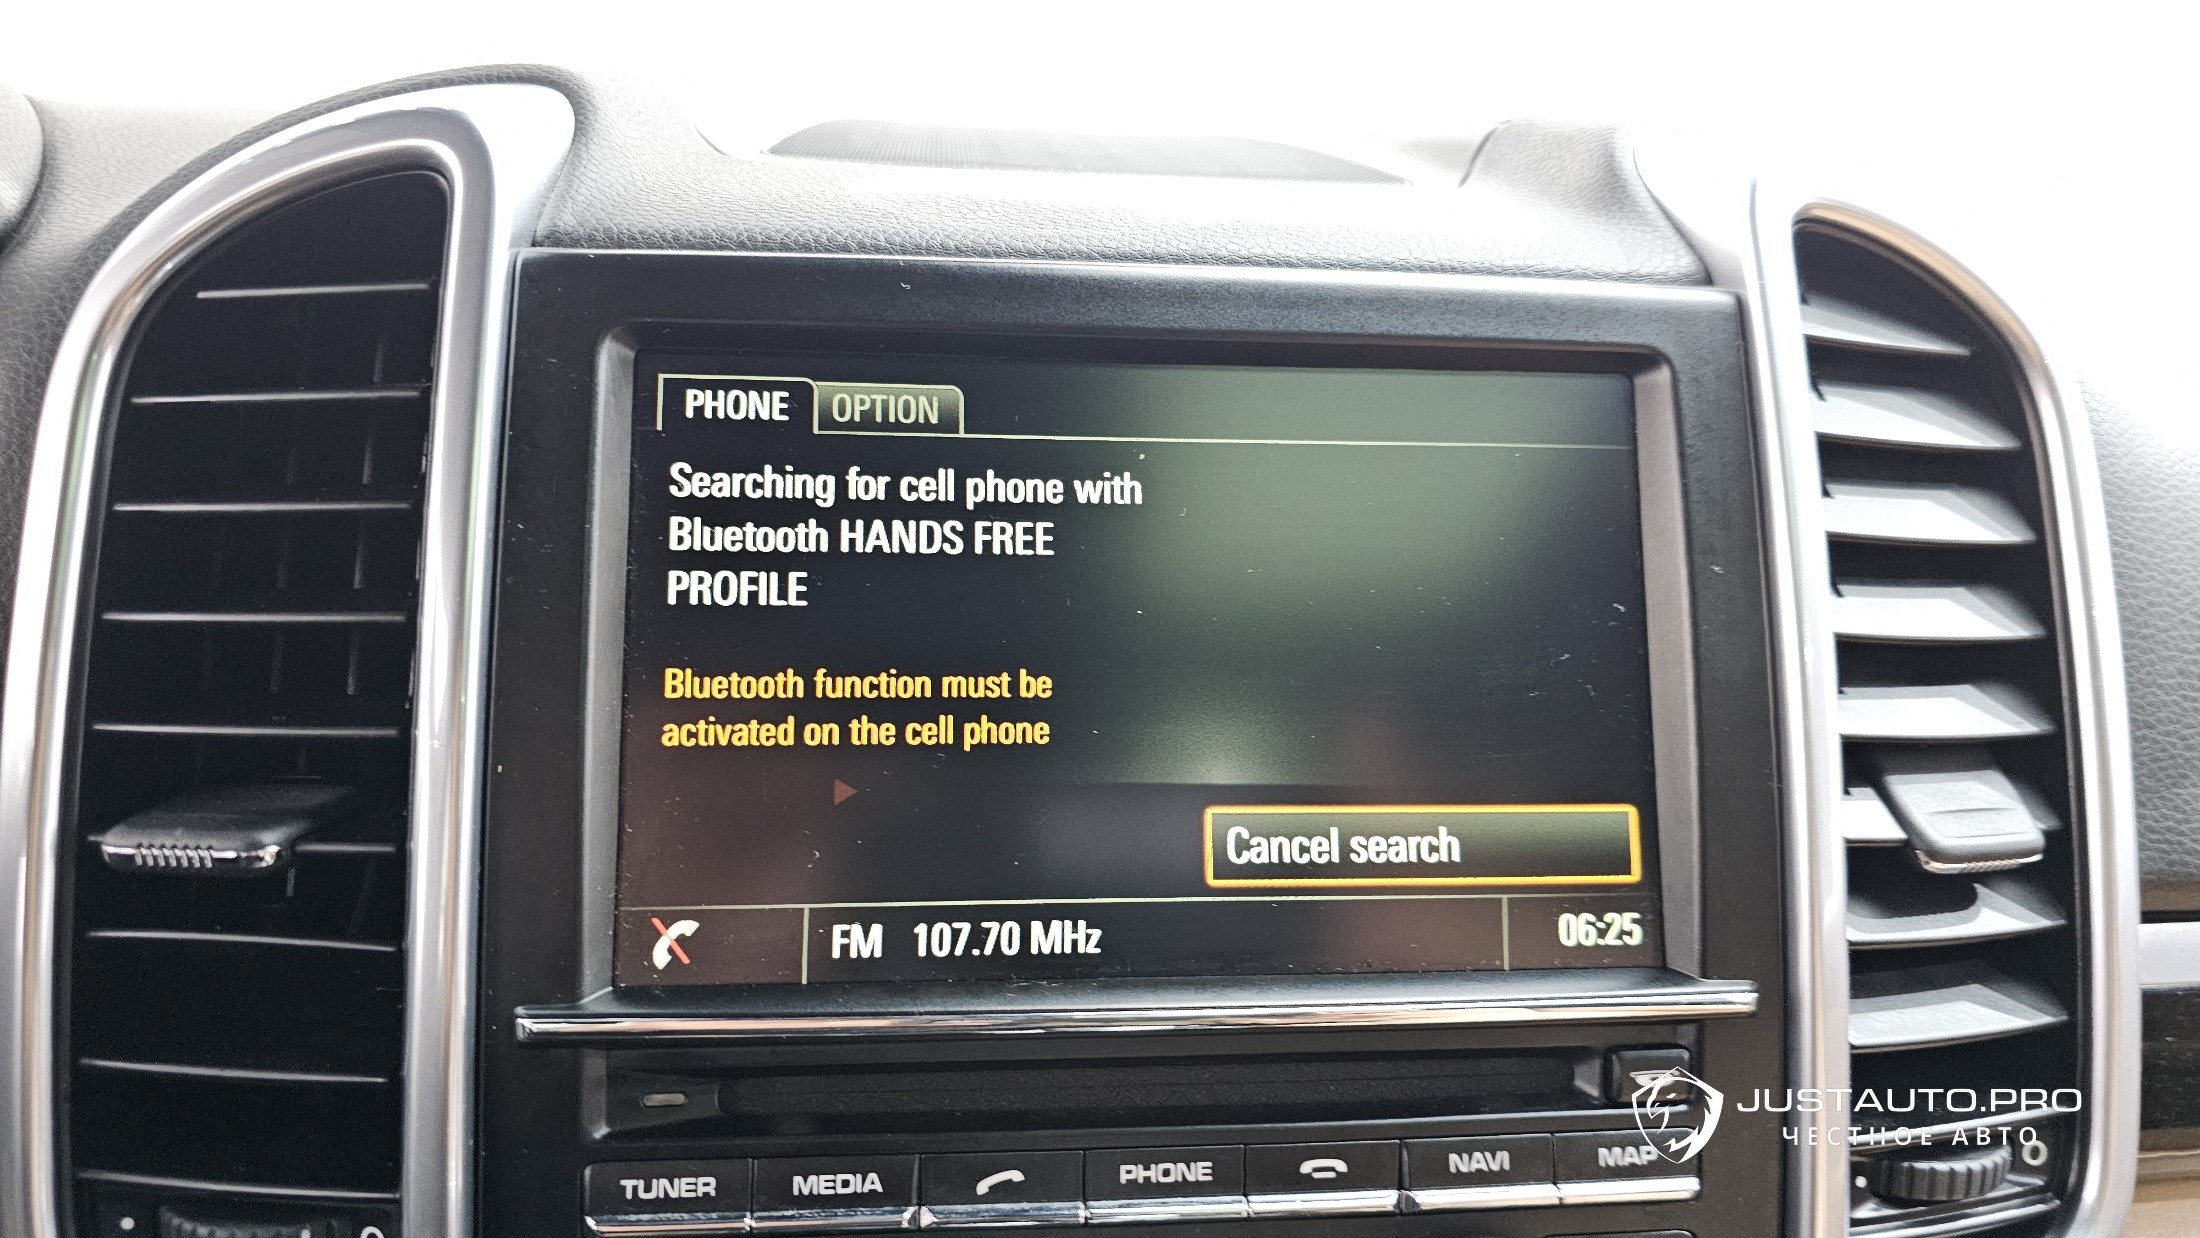 PHONE OPTION
Searching for cell phone with
Bluetooth HANDS FREE
PROFILE
Bluetooth function must be
activated on the cell phone
Cancel search
FM 107.70 MHz 06:25
JUSTAUTO.PRO
ЧЕСТНОЕ АВТО
TUNER MEDIA PHONE NAVI MAP